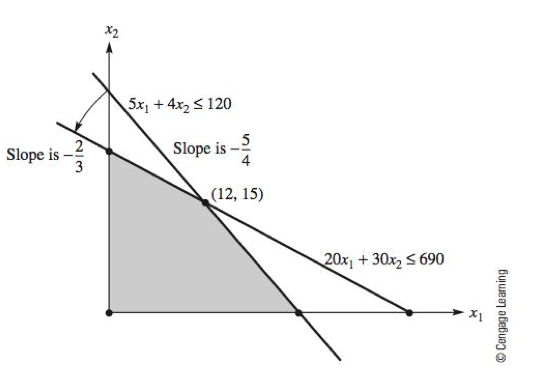 x₂
5x₁ + 4x₂ ≤ 120
Slope is −5/4
Slope is −2/3
(12, 15)
20x₁ + 30x₂ ≤ 690
x₁
© Cengage Learning